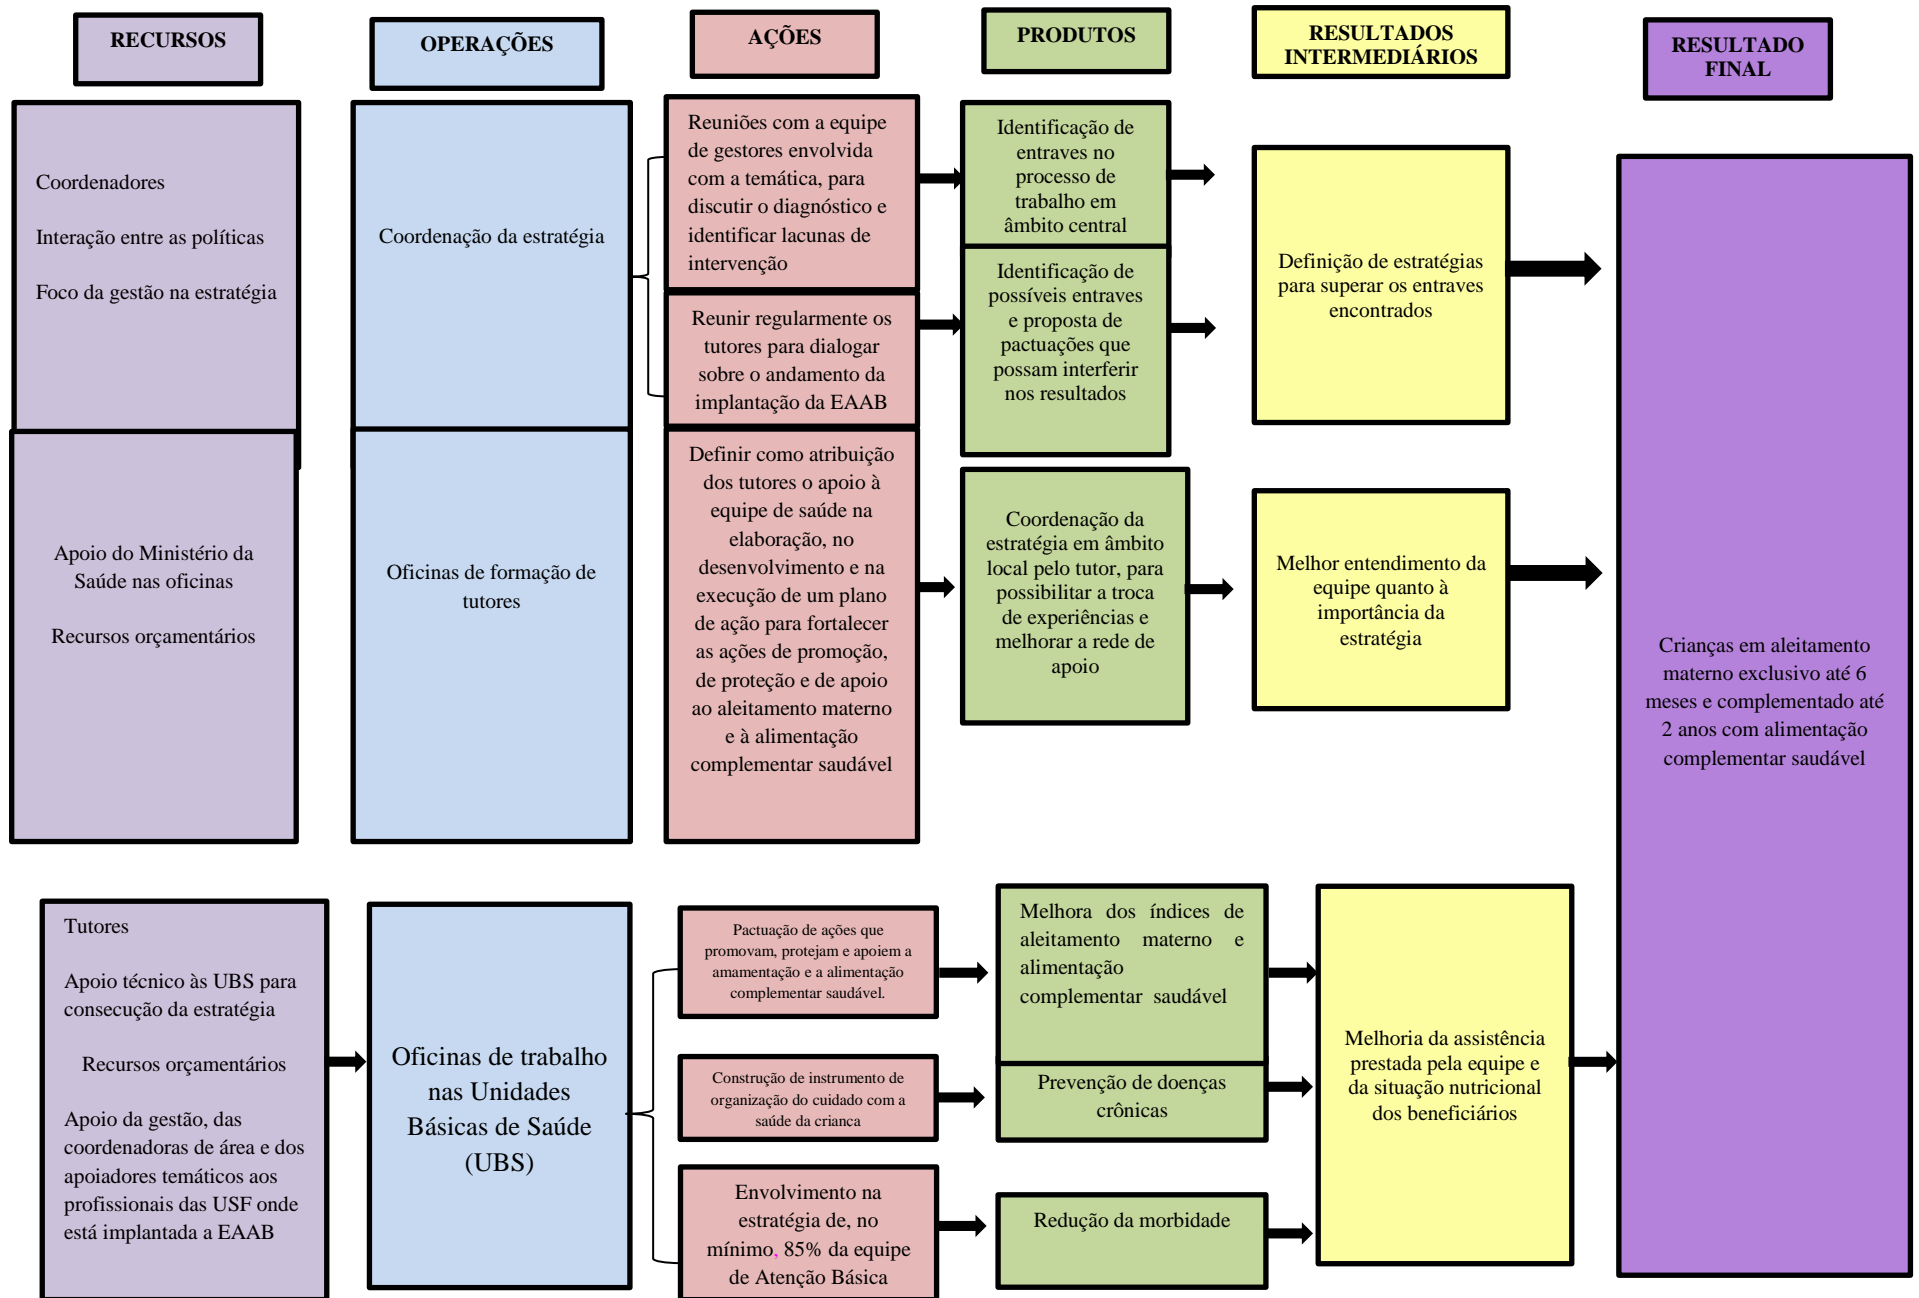 RECURSOS
OPERAÇÕES
AÇÕES
PRODUTOS
RESULTADOS
INTERMEDIÁRIOS
RESULTADO
FINAL
Coordenadores
Interação entre as políticas
Foco da gestão na estratégia
Coordenação da estratégia
Reuniões com a equipe
de gestores envolvida
com a temática, para
discutir o diagnóstico e
identificar lacunas de
intervenção
Reunir regularmente os
tutores para dialogar
sobre o andamento da
implantação da EAAB
Identificação de
entraves no
processo de
trabalho em
âmbito central
Identificação de
possíveis entraves
e proposta de
pactuações que
possam interferir
nos resultados
Definição de estratégias
para superar os entraves
encontrados
Apoio do Ministério da
Saúde nas oficinas
Recursos orçamentários
Oficinas de formação de
tutores
Definir como atribuição
dos tutores o apoio à
equipe de saúde na
elaboração, no
desenvolvimento e na
execução de um plano
de ação para fortalecer
as ações de promoção,
de proteção e de apoio
ao aleitamento materno
e à alimentação
complementar saudável
Coordenação da
estratégia em âmbito
local pelo tutor, para
possibilitar a troca
de experiências e
melhorar a rede de
apoio
Melhor entendimento da
equipe quanto à
importância da
estratégia
Crianças em aleitamento
materno exclusivo até 6
meses e complementado até
2 anos com alimentação
complementar saudável
Tutores
Apoio técnico às UBS para
consecução da estratégia
Recursos orçamentários
Apoio da gestão, das
coordenadoras de área e dos
apoiadores temáticos aos
profissionais das USF onde
está implantada a EAAB
Oficinas de trabalho
nas Unidades
Básicas de Saúde
(UBS)
Pactuação de ações que
promovam, protejam e apoiem a
amamentação e a alimentação
complementar saudável.
Construção de instrumento de
organização do cuidado com a
saúde da crianca
Envolvimento na
estratégia de, no
mínimo, 85% da equipe
de Atenção Básica
Melhora dos índices de
aleitamento materno e
alimentação
complementar saudável
Prevenção de doenças
crônicas
Redução da morbidade
Melhoria da assistência
prestada pela equipe e
da situação nutricional
dos beneficiários